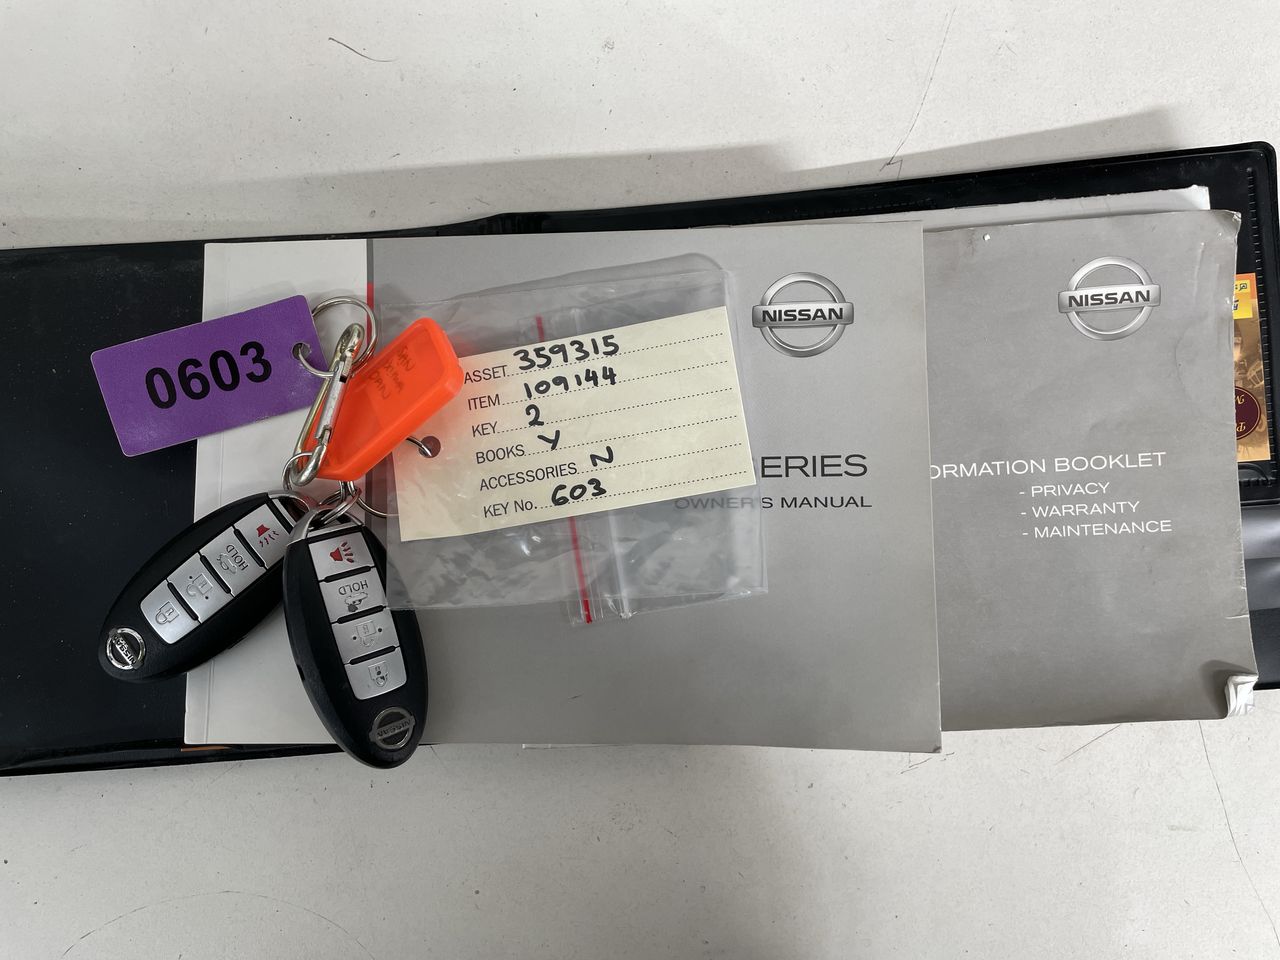 0603
ASSET 359315
ITEM 109144
KEY 2
BOOKS Y
ACCESSORIES N
KEY No. 603
NISSAN
ERIES
OWNER'S MANUAL
NISSAN
ORMATION BOOKLET
- PRIVACY
- WARRANTY
- MAINTENANCE
HOLD
NISSAN
HOLD
NISSAN